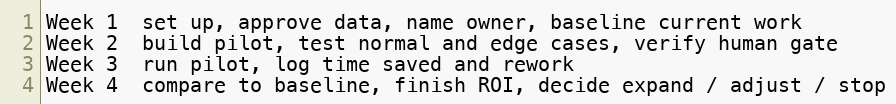 1 Week 1  set up, approve data, name owner, baseline current work
2 Week 2  build pilot, test normal and edge cases, verify human gate
3 Week 3  run pilot, log time saved and rework
4 Week 4  compare to baseline, finish ROI, decide expand / adjust / stop